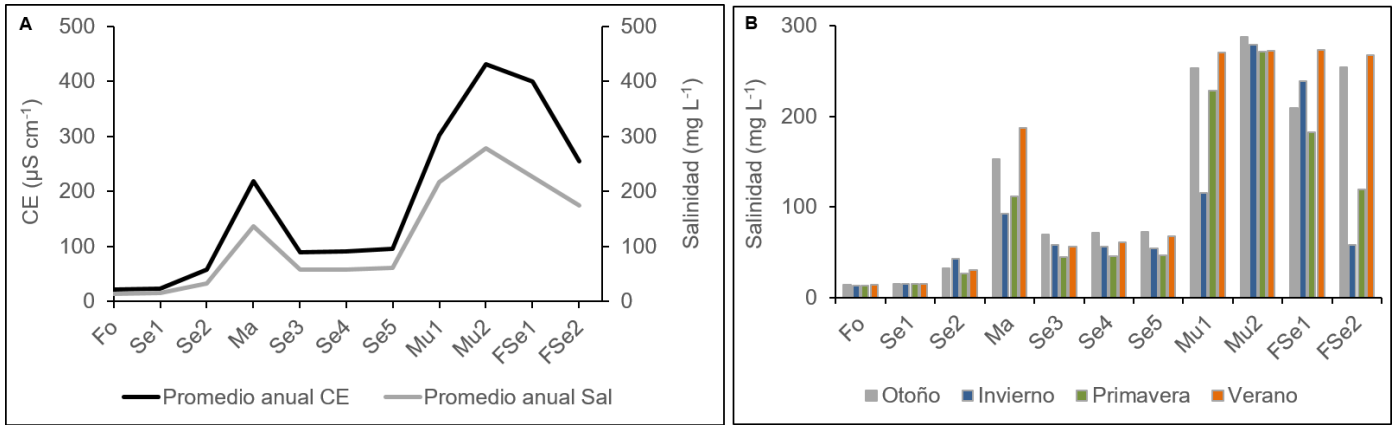 A
CE (µS cm-1)
500
400
300
200
100
0
Salinidad (mg L-1)
500
400
300
200
100
0
Fo Se1 Se2 Ma Se3 Se4 Se5 Mu1 Mu2 FSe1 FSe2
Promedio anual CE Promedio anual Sal
B
Salinidad (mg L-1)
300
200
100
0
Fo Se1 Se2 Ma Se3 Se4 Se5 Mu1 Mu2 FSe1 FSe2
Otoño Invierno Primavera Verano